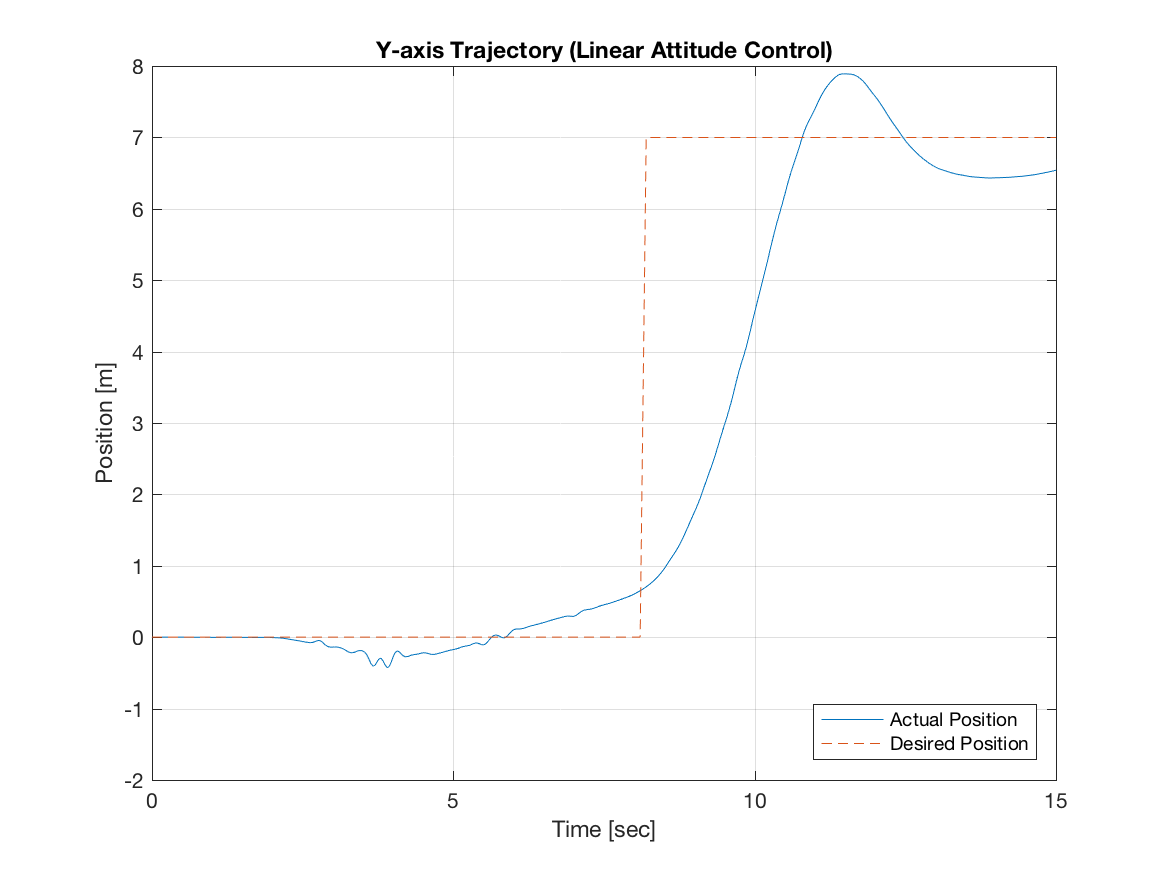 Y-axis Trajectory (Linear Attitude Control)
8
7
6
5
4
3
2
1
0
-1
-2
Position [m]
Actual Position
Desired Position
0 5 10 15
Time [sec]